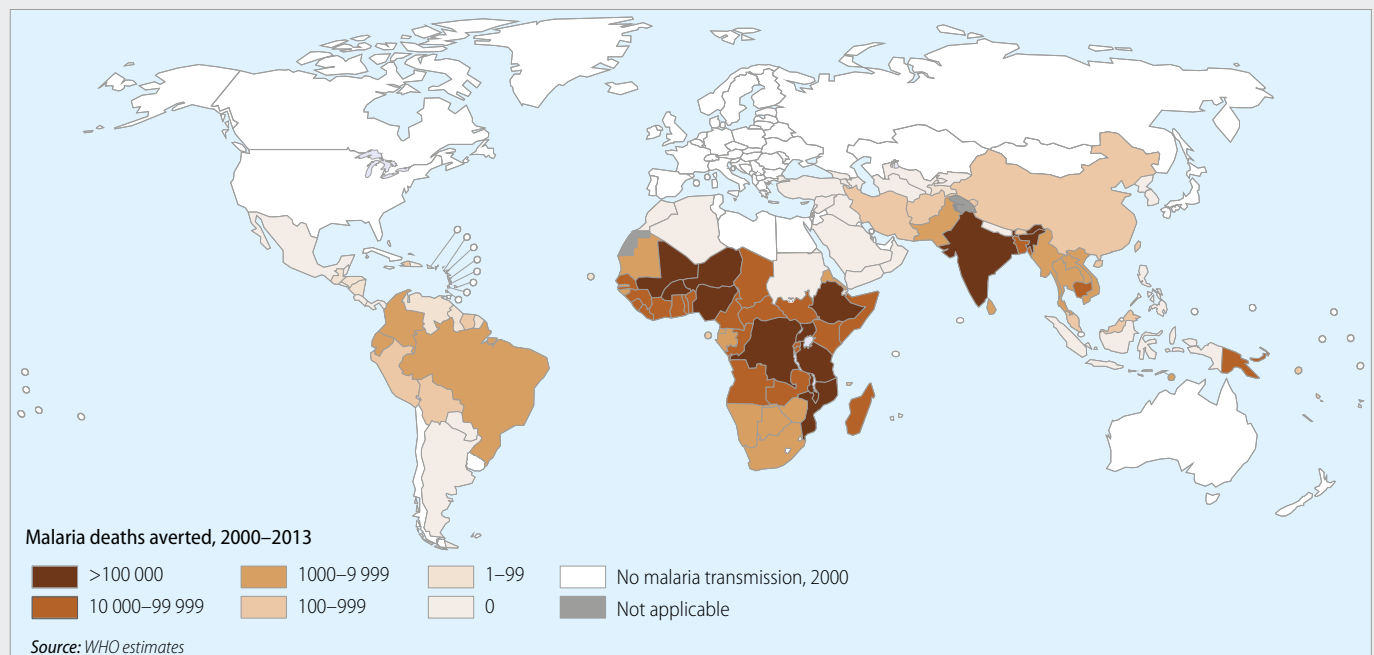 Malaria deaths averted, 2000–2013
>100 000
1000–9 999
1–99
No malaria transmission, 2000
10 000–99 999
100–999
0
Not applicable
Source: WHO estimates